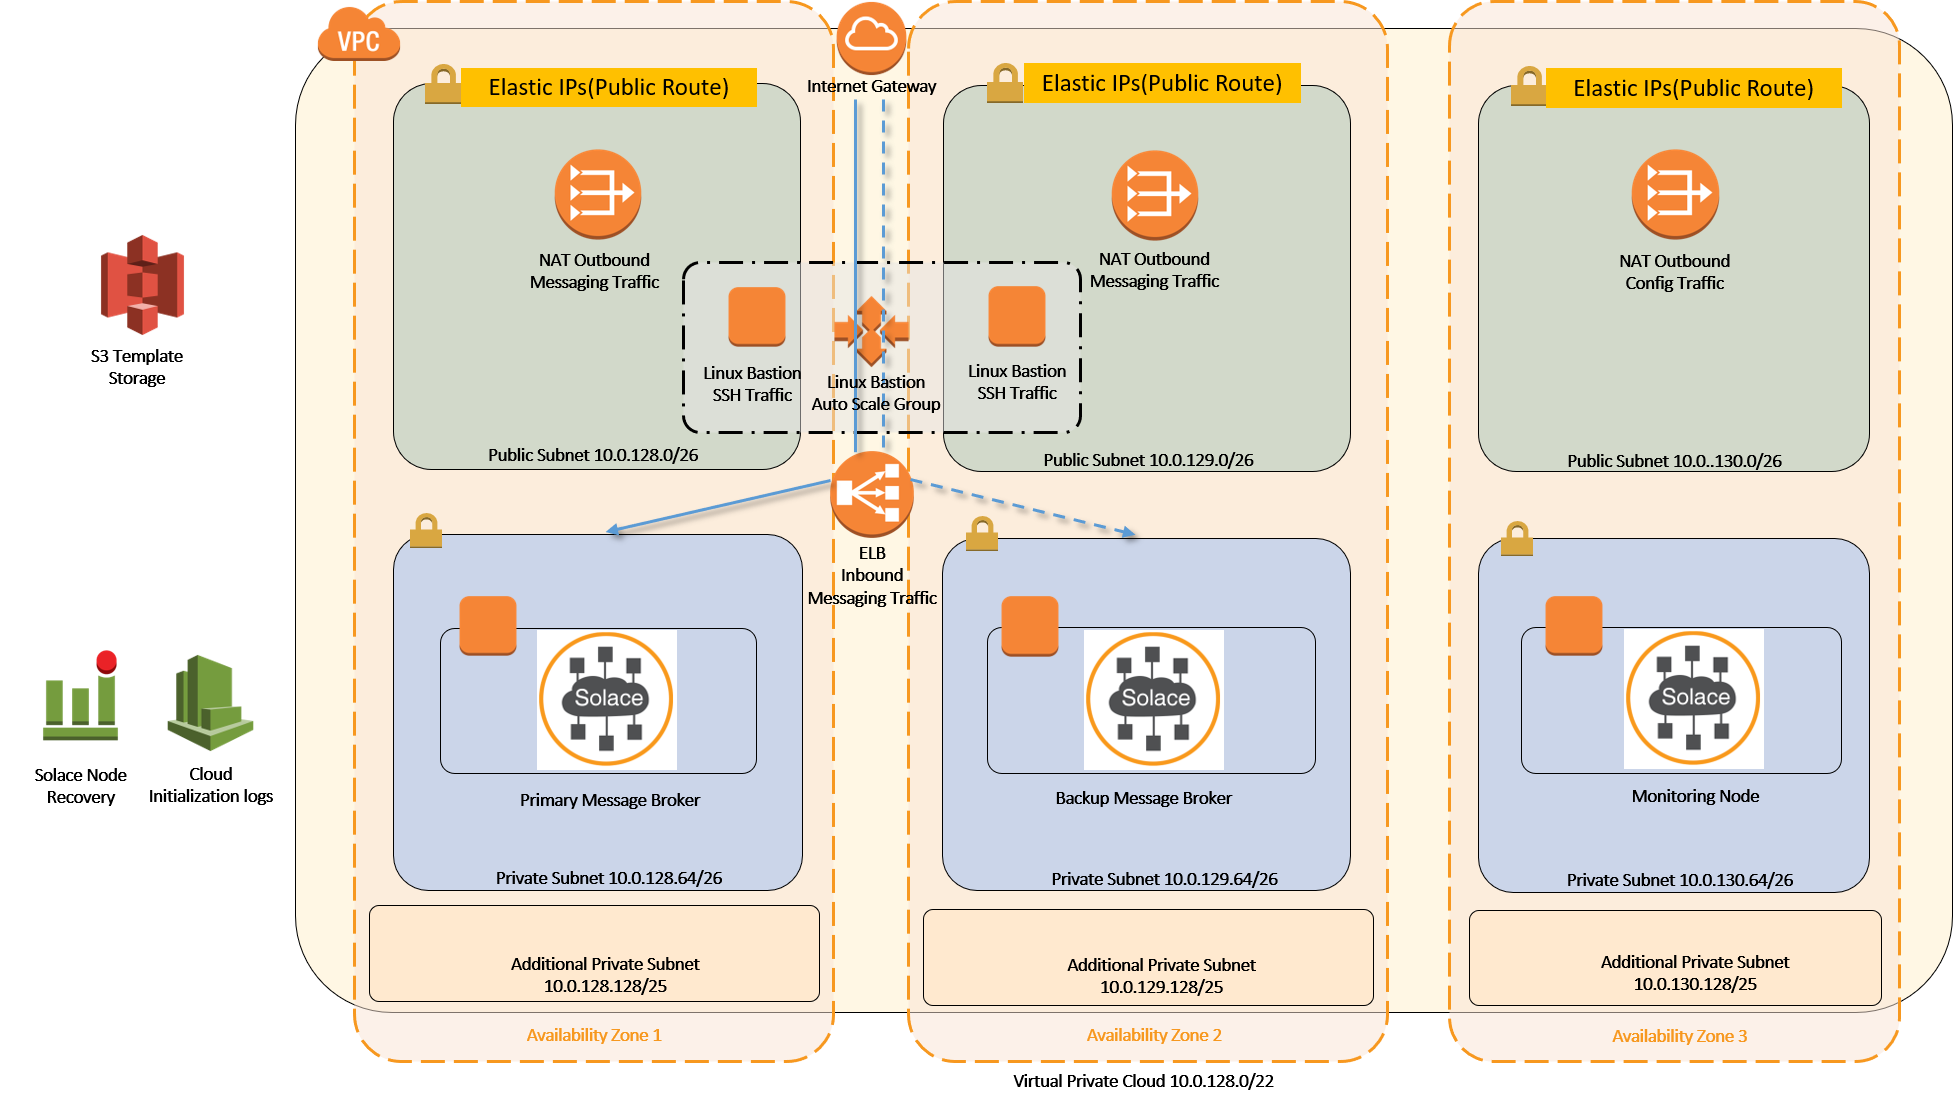 VPC
Internet Gateway
Elastic IPs(Public Route)
Elastic IPs(Public Route)
Elastic IPs(Public Route)
NAT Outbound
Messaging Traffic
NAT Outbound
Messaging Traffic
NAT Outbound
Config Traffic
S3 Template
Storage
Linux Bastion
SSH Traffic
Linux Bastion
Auto Scale Group
Linux Bastion
SSH Traffic
Public Subnet 10.0.128.0/26
Public Subnet 10.0.129.0/26
Public Subnet 10.0..130.0/26
ELB
Inbound
Messaging Traffic
Solace
Solace
Solace
Solace Node
Recovery
Cloud
Initialization logs
Primary Message Broker
Backup Message Broker
Monitoring Node
Private Subnet 10.0.128.64/26
Private Subnet 10.0.129.64/26
Private Subnet 10.0.130.64/26
Additional Private Subnet
10.0.128.128/25
Additional Private Subnet
10.0.129.128/25
Additional Private Subnet
10.0.130.128/25
Availability Zone 1
Availability Zone 2
Availability Zone 3
Virtual Private Cloud 10.0.128.0/22